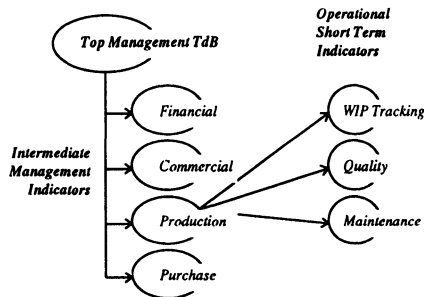 Operational
Short Term
Indicators
Top Management TdB
Financial
WIP Tracking
Intermediate
Management
Indicators
Commercial
Quality
Production
Maintenance
Purchase